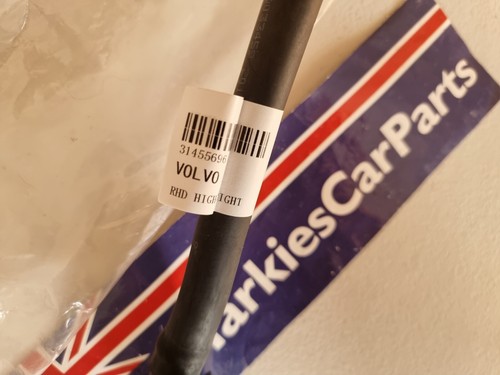 31455696
VOLVO
RHD HIGH
IGHT
arkiesCarParts